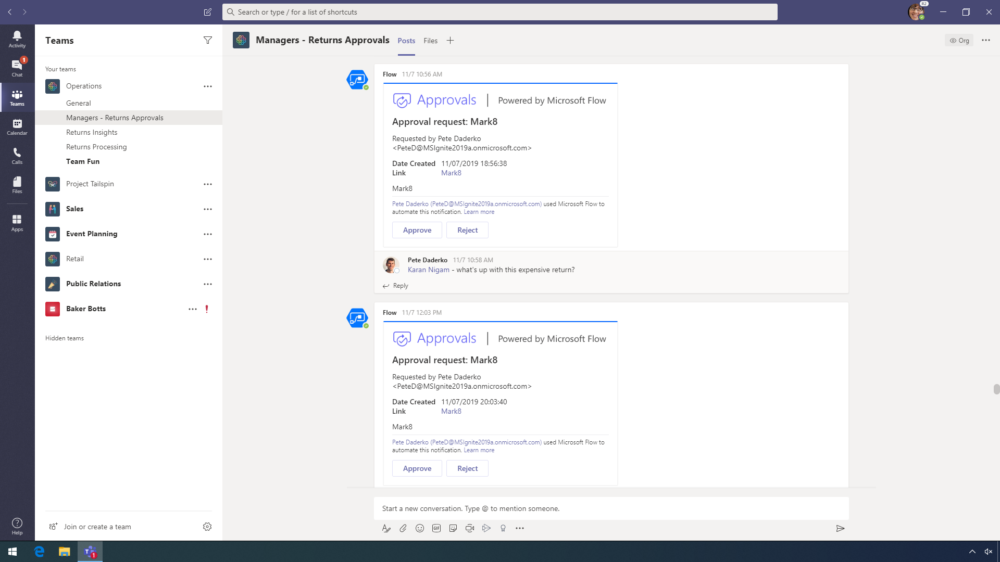 Search or type / for a list of shortcuts
R2
Activity
1
Chat
Teams
Calendar
Calls
Files
Apps
Help
Teams
Your teams
Operations
General
Managers - Returns Approvals
Returns Insights
Returns Processing
Team Fun
Project Tailspin
Sales
Event Planning
Retail
Public Relations
Baker Botts
Hidden teams
Join or create a team
Managers - Returns Approvals Posts Files
Org
Flow 11/7 10:56 AM
Approvals | Powered by Microsoft Flow
Approval request: Mark8
Requested by Pete Daderko
<PeteD@MSIgnite2019a.onmicrosoft.com>
Date Created 11/07/2019 18:56:38
Link Mark8
Mark8
Pete Daderko (PeteD@MSIgnite2019a.onmicrosoft.com) used Microsoft Flow to
automate this notification. Learn more
Approve Reject
Pete Daderko 11/7 10:58 AM
Karan Nigam - what's up with this expensive return?
Reply
Flow 11/7 12:03 PM
Approvals | Powered by Microsoft Flow
Approval request: Mark8
Requested by Pete Daderko
<PeteD@MSIgnite2019a.onmicrosoft.com>
Date Created 11/07/2019 20:03:40
Link Mark8
Mark8
Pete Daderko (PeteD@MSIgnite2019a.onmicrosoft.com) used Microsoft Flow to
automate this notification. Learn more
Approve Reject
Start a new conversation. Type @ to mention someone.
GIF
T
1